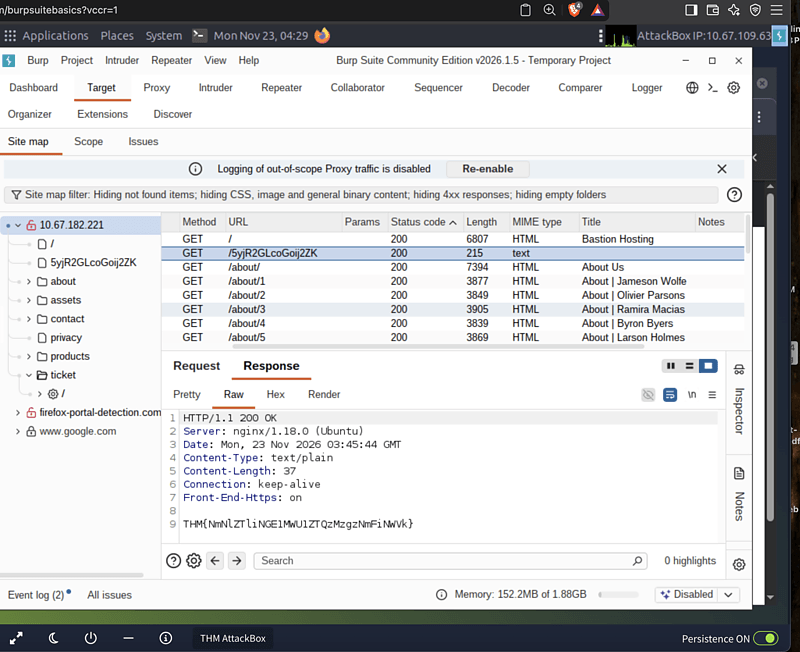 m/burpsuitebasics?vccr=1
Applications Places System Mon Nov 23, 04:29 AttackBox IP:10.67.109.63
Burp Project Intruder Repeater View Help Burp Suite Community Edition v2026.1.5 - Temporary Project
Dashboard Target Proxy Intruder Repeater Collaborator Sequencer Decoder Comparer Logger
Organizer Extensions Discover
Site map Scope Issues
Logging of out-of-scope Proxy traffic is disabled Re-enable
Site map filter: Hiding not found items; hiding CSS, image and general binary content; hiding 4xx responses; hiding empty folders
10.67.182.221
/
5yjR2GLcoGoij2ZK
about
assets
contact
privacy
products
ticket
/
firefox-portal-detection.com
www.google.com
Method URL Params Status code Length MIME type Title Notes
GET / 200 6807 HTML Bastion Hosting
GET /5yjR2GLcoGoij2ZK 200 215 text
GET /about/ 200 7394 HTML About Us
GET /about/1 200 3877 HTML About | Jameson Wolfe
GET /about/2 200 3849 HTML About | Olivier Parsons
GET /about/3 200 3905 HTML About | Ramira Macias
GET /about/4 200 3839 HTML About | Byron Byers
GET /about/5 200 3869 HTML About | Larson Holmes
Request Response
Pretty Raw Hex Render \n
1 HTTP/1.1 200 OK
2 Server: nginx/1.18.0 (Ubuntu)
3 Date: Mon, 23 Nov 2026 03:45:44 GMT
4 Content-Type: text/plain
5 Content-Length: 37
6 Connection: keep-alive
7 Front-End-Https: on
8
9 THM{NmNlZTliNGE1MWU1ZTQzMzgzNmFiNWVk}
Inspector
Notes
Search 0 highlights
Event log (2) All issues Memory: 152.2MB of 1.88GB Disabled
THM AttackBox Persistence ON